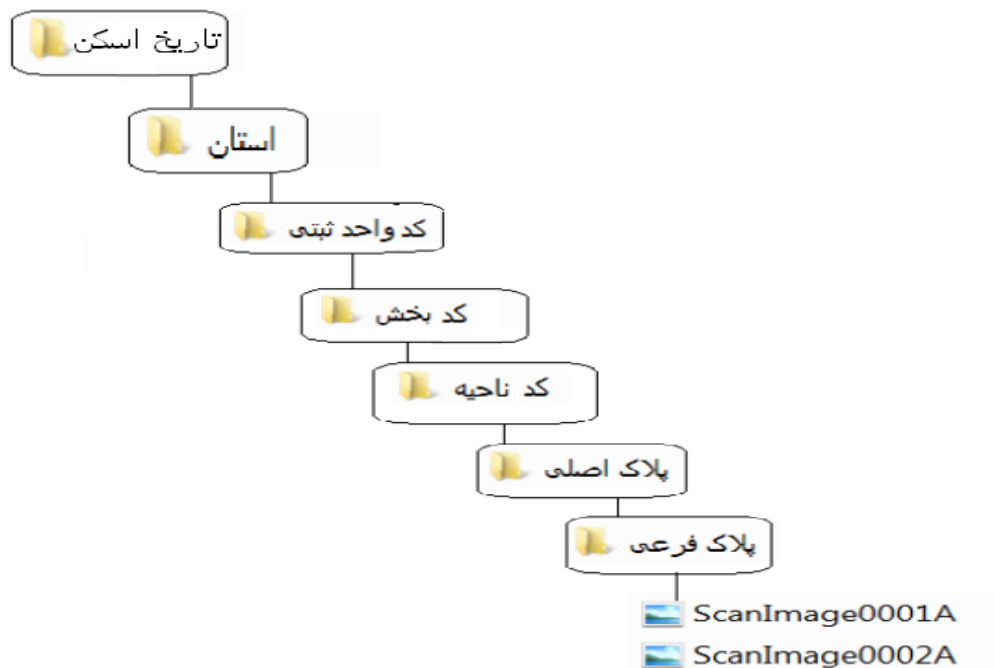 تاریخ اسکن
استان
کد واحد ثبتی
کد بخش
کد ناحیه
پلاک اصلی
پلاک فرعی
ScanImage0001A
ScanImage0002A